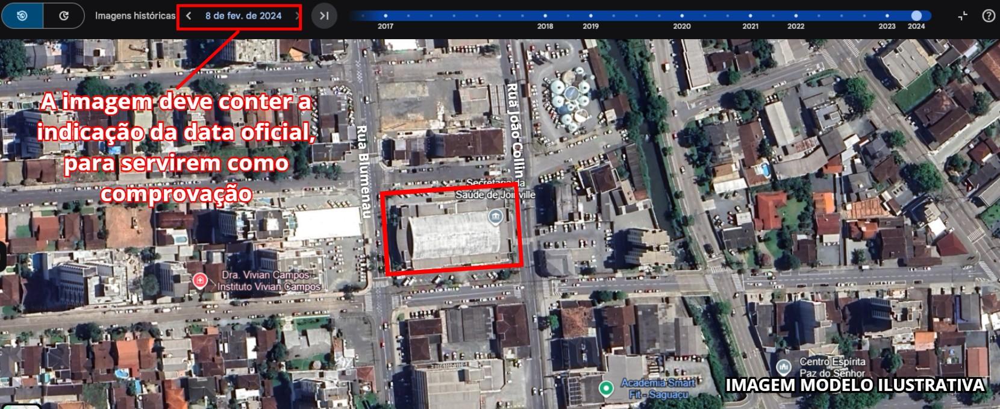 Imagens históricas
8 de fev. de 2024
2017 2018 2019 2020 2021 2022 2023 2024
A imagem deve conter a
indicação da data oficial,
para servirem como
comprovação
Rua Blumenau
Rua João Collin
Secretaria da
Saúde de Joinville
Dra. Vivian Campos -
Instituto Vivian Campos
Centro Espírita
Paz do Senhor
Academia Smart
Fit - Saguaçu
IMAGEM MODELO ILUSTRATIVA